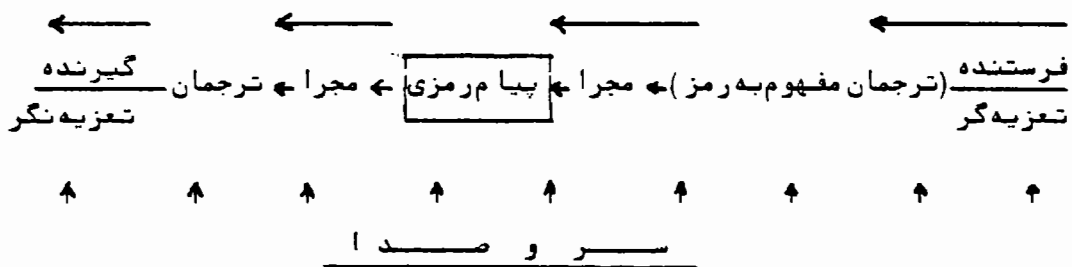 فرستنده (ترجمان مفهوم به رمز) ← مجرا ← پیام رمزی ← مجرا ← ترجمان گیرنده
تعزیه‌گر تعزیه‌نگر
سر و صدا